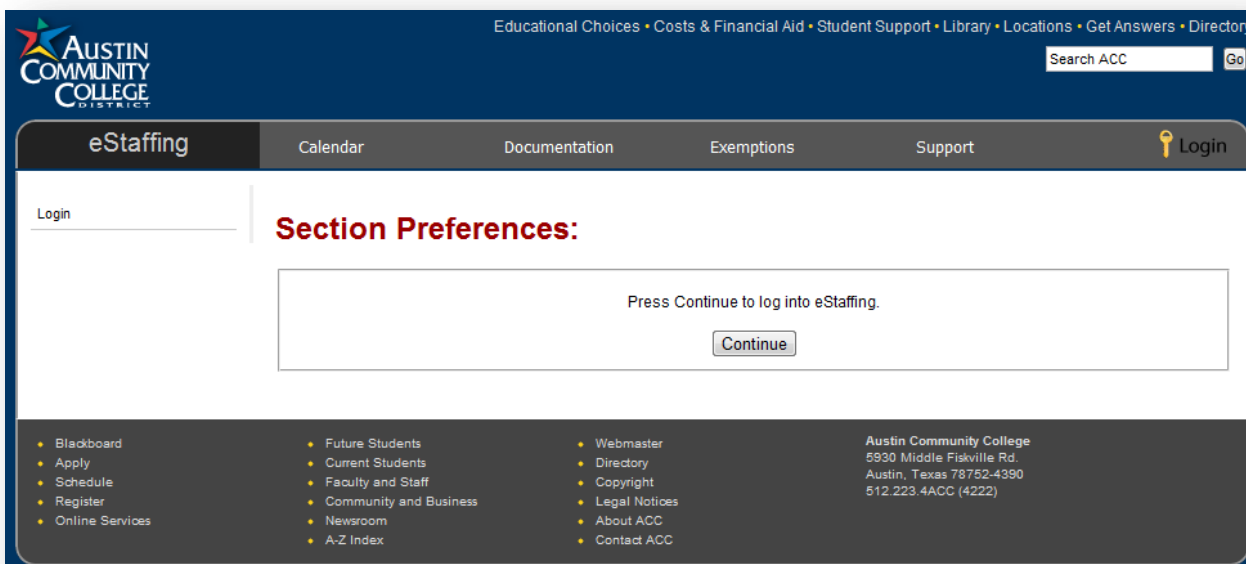 Educational Choices • Costs & Financial Aid • Student Support • Library • Locations • Get Answers • Directory
AUSTIN
COMMUNITY
COLLEGE
DISTRICT
Search ACC Go
eStaffing Calendar Documentation Exemptions Support Login
Login
Section Preferences:
Press Continue to log into eStaffing.
Continue
Blackboard
Apply
Schedule
Register
Online Services
Future Students
Current Students
Faculty and Staff
Community and Business
Newsroom
A-Z Index
Webmaster
Directory
Copyright
Legal Notices
About ACC
Contact ACC
Austin Community College
5930 Middle Fiskville Rd.
Austin, Texas 78752-4390
512.223.4ACC (4222)